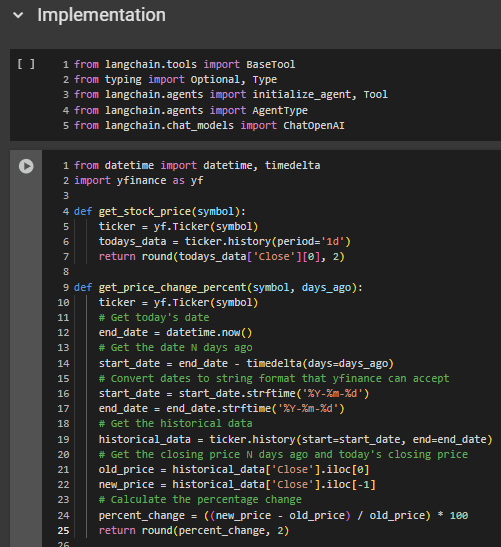 Implementation
[ ]
1 from langchain.tools import BaseTool
2 from typing import Optional, Type
3 from langchain.agents import initialize_agent, Tool
4 from langchain.agents import AgentType
5 from langchain.chat_models import ChatOpenAI
1 from datetime import datetime, timedelta
2 import yfinance as yf
3
4 def get_stock_price(symbol):
5     ticker = yf.Ticker(symbol)
6     todays_data = ticker.history(period='1d')
7     return round(todays_data['Close'][0], 2)
8
9 def get_price_change_percent(symbol, days_ago):
10     ticker = yf.Ticker(symbol)
11     # Get today's date
12     end_date = datetime.now()
13     # Get the date N days ago
14     start_date = end_date - timedelta(days=days_ago)
15     # Convert dates to string format that yfinance can accept
16     start_date = start_date.strftime('%Y-%m-%d')
17     end_date = end_date.strftime('%Y-%m-%d')
18     # Get the historical data
19     historical_data = ticker.history(start=start_date, end=end_date)
20     # Get the closing price N days ago and today's closing price
21     old_price = historical_data['Close'].iloc[0]
22     new_price = historical_data['Close'].iloc[-1]
23     # Calculate the percentage change
24     percent_change = ((new_price - old_price) / old_price) * 100
25     return round(percent_change, 2)
26